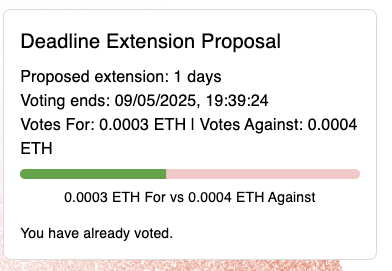 Deadline Extension Proposal
Proposed extension: 1 days
Voting ends: 09/05/2025, 19:39:24
Votes For: 0.0003 ETH | Votes Against: 0.0004
ETH
0.0003 ETH For vs 0.0004 ETH Against
You have already voted.